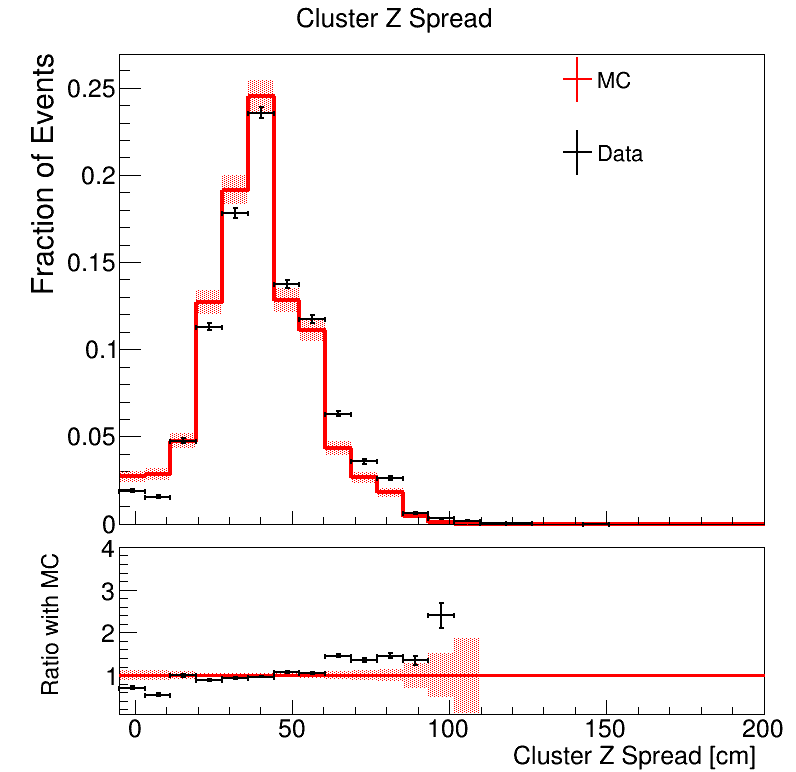 Cluster Z Spread
Fraction of Events
0.25
0.2
0.15
0.1
0.05
0
MC
Data
Ratio with MC
4
3
2
1
0
50
100
150
200
Cluster Z Spread [cm]